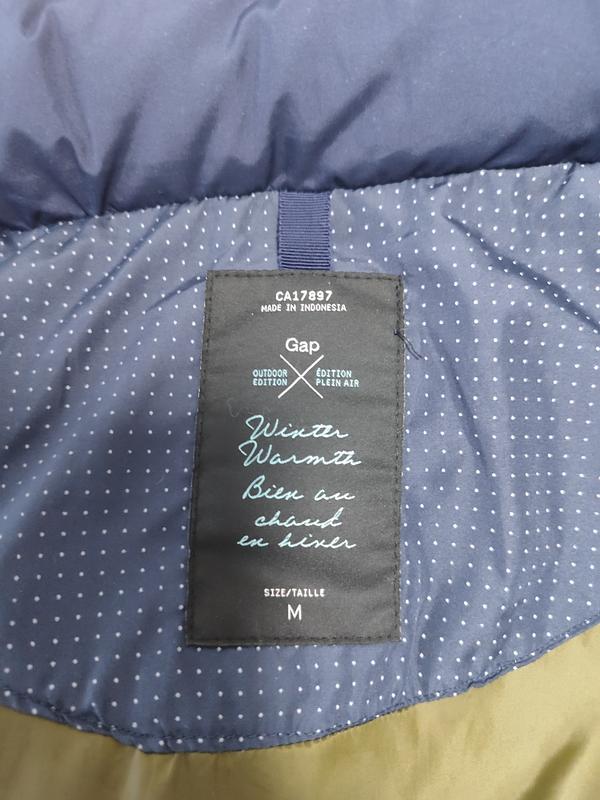 CA17897
MADE IN INDONESIA
Gap
OUTDOOR EDITION
ÉDITION PLEIN AIR
Winter
Warmth
Bien au
chaud
en hiver
SIZE/TAILLE
M